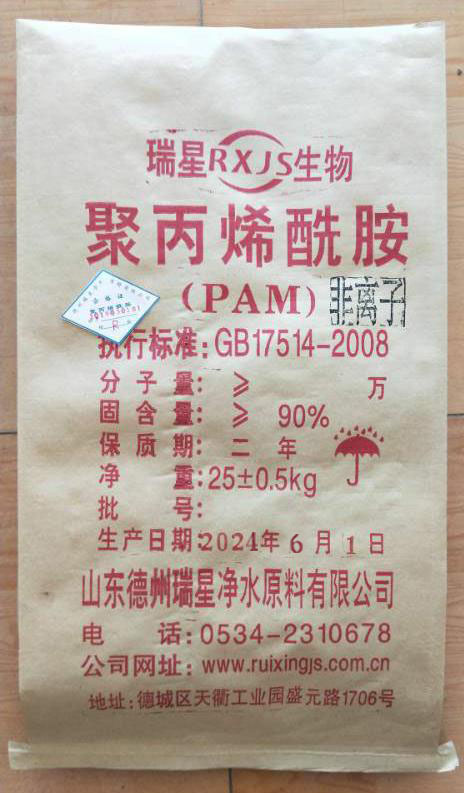 瑞星RXJS生物
聚丙烯酰胺
(PAM) 非离子
合格证
执行标准:GB17514-2008
分子量:≥ 万
固含量:≥ 90%
保质期:二年
净重:25±0.5kg
批号:
生产日期:2024年6月1日
山东德州瑞星净水原料有限公司
电话:0534-2310678
公司网址:www.ruixingjs.com.cn
地址:德城区天衢工业园盛元路1706号